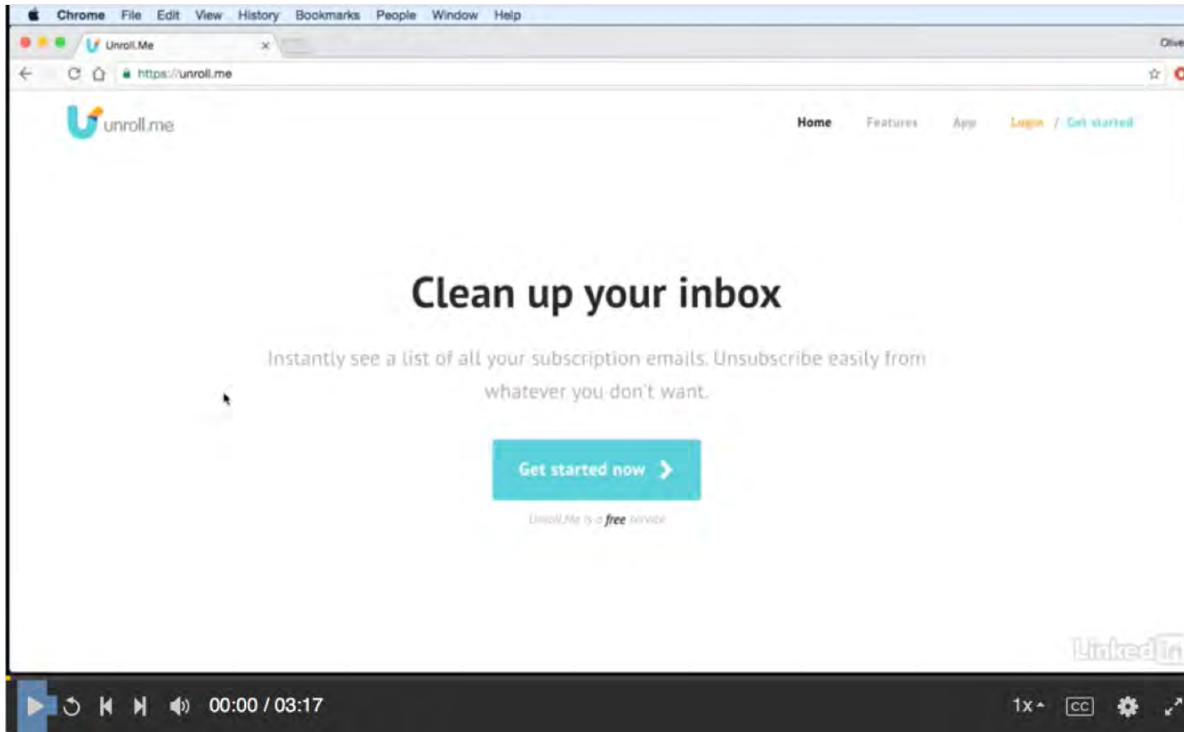 Chrome File Edit View History Bookmarks People Window Help
Unroll.Me
Olive
https://unroll.me
unroll.me
Home Features App Login / Get started
Clean up your inbox
Instantly see a list of all your subscription emails. Unsubscribe easily from
whatever you don't want.
Get started now
Unroll.Me is a free service
Linked in
00:00 / 03:17 1x CC